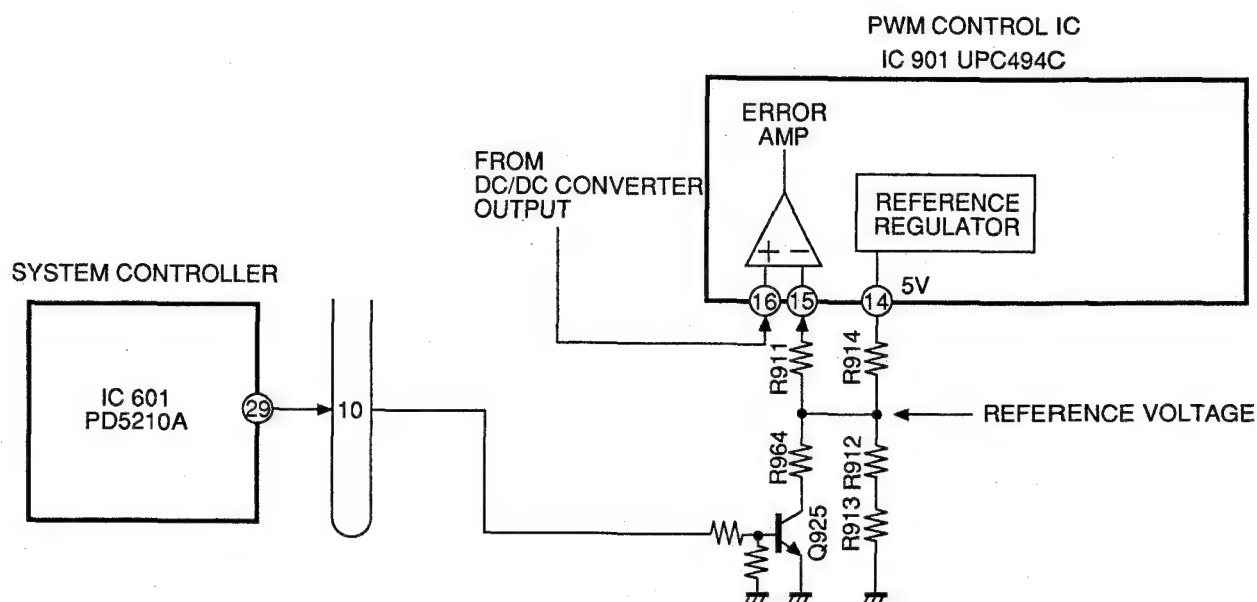 PWM CONTROL IC
IC 901 UPC494C
ERROR
AMP
FROM
DC/DC CONVERTER
OUTPUT
REFERENCE
REGULATOR
+ −
SYSTEM CONTROLLER
16 15 14 5V
R911 R914
IC 601
PD5210A
29
10
REFERENCE VOLTAGE
R964 R912
R913
Q925